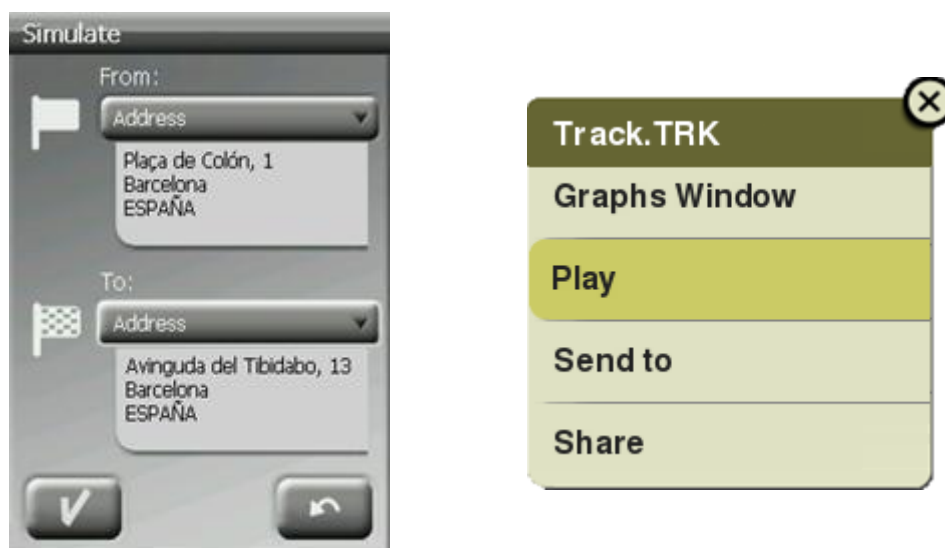 Simulate
From:
Address
Plaça de Colón, 1
Barcelona
ESPAÑA
To:
Address
Avinguda del Tibidabo, 13
Barcelona
ESPAÑA
Track.TRK
Graphs Window
Play
Send to
Share